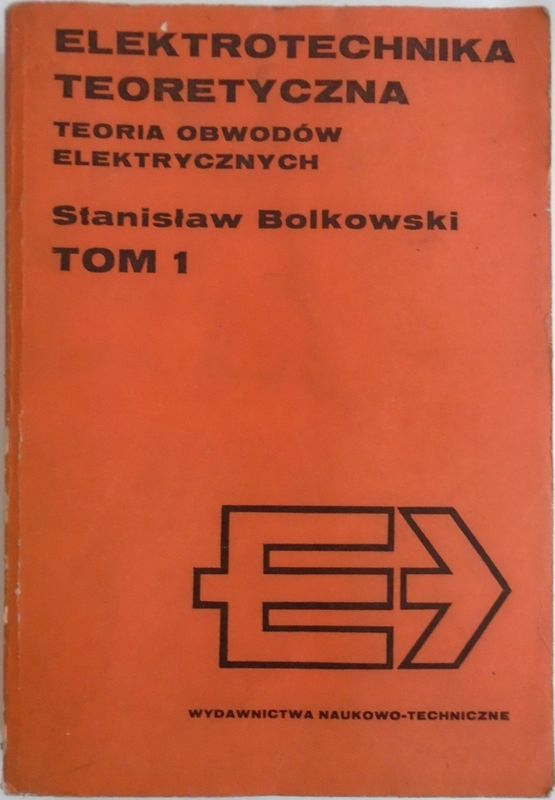 ELEKTROTECHNIKA
TEORETYCZNA
TEORIA OBWODÓW
ELEKTRYCZNYCH
Stanisław Bolkowski
TOM 1
WYDAWNICTWA NAUKOWO-TECHNICZNE